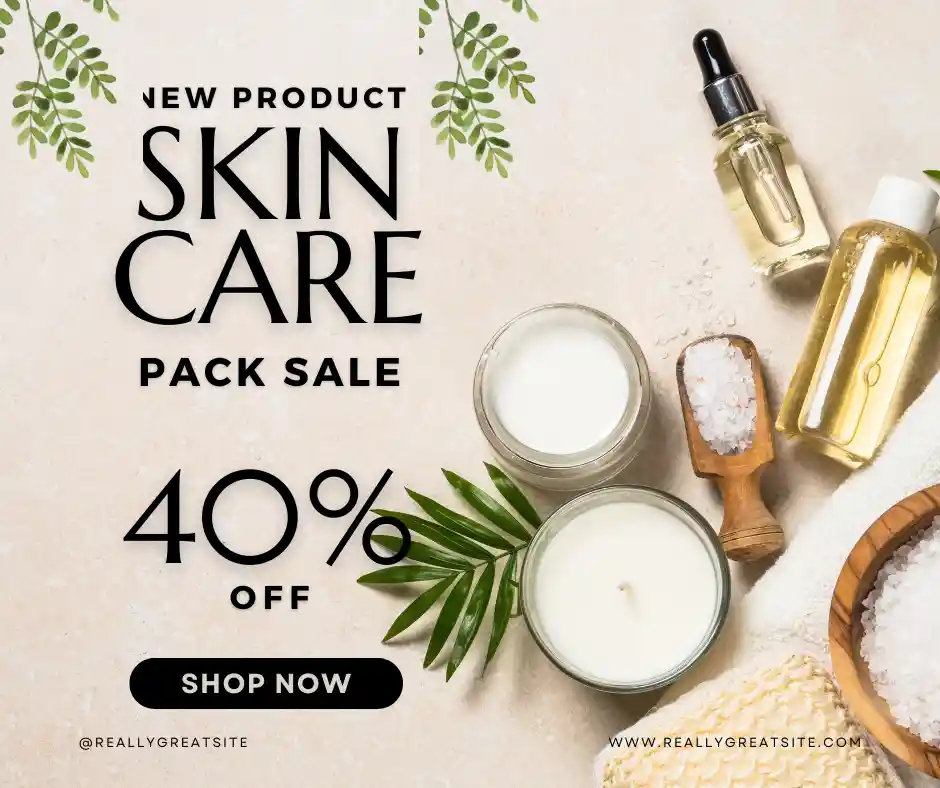 NEW PRODUCT
SKIN
CARE
PACK SALE
40%
OFF
SHOP NOW
@REALLYGREATSITE
WWW.REALLYGREATSITE.COM